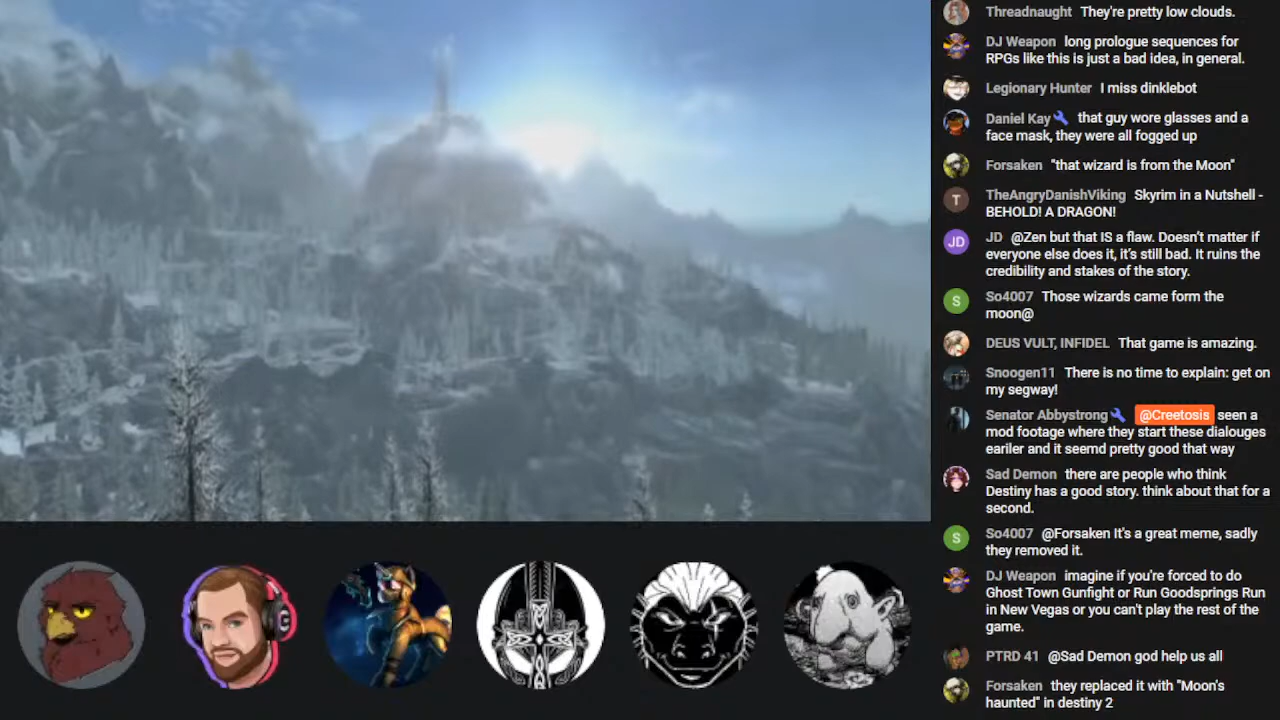 Threadnaught They're pretty low clouds.
DJ Weapon long prologue sequences for
RPGs like this is just a bad idea, in general.
Legionary Hunter I miss dinklebot
Daniel Kay that guy wore glasses and a
face mask, they were all fogged up
Forsaken "that wizard is from the Moon"
T TheAngryDanishViking Skyrim in a Nutshell -
BEHOLD! A DRAGON!
JD JD @Zen but that IS a flaw. Doesn't matter if
everyone else does it, it's still bad. It ruins the
credibility and stakes of the story.
S So4007 Those wizards came form the
moon@
DEUS VULT, INFIDEL That game is amazing.
Snoogen11 There is no time to explain: get on
my segway!
Senator Abbystrong @Creetosis seen a
mod footage where they start these dialouges
eariler and it seemd pretty good that way
Sad Demon there are people who think
Destiny has a good story. think about that for a
second.
S So4007 @Forsaken It's a great meme, sadly
they removed it.
DJ Weapon imagine if you're forced to do
Ghost Town Gunfight or Run Goodsprings Run
in New Vegas or you can't play the rest of the
game.
PTRD 41 @Sad Demon god help us all
Forsaken they replaced it with "Moon's
haunted" in destiny 2